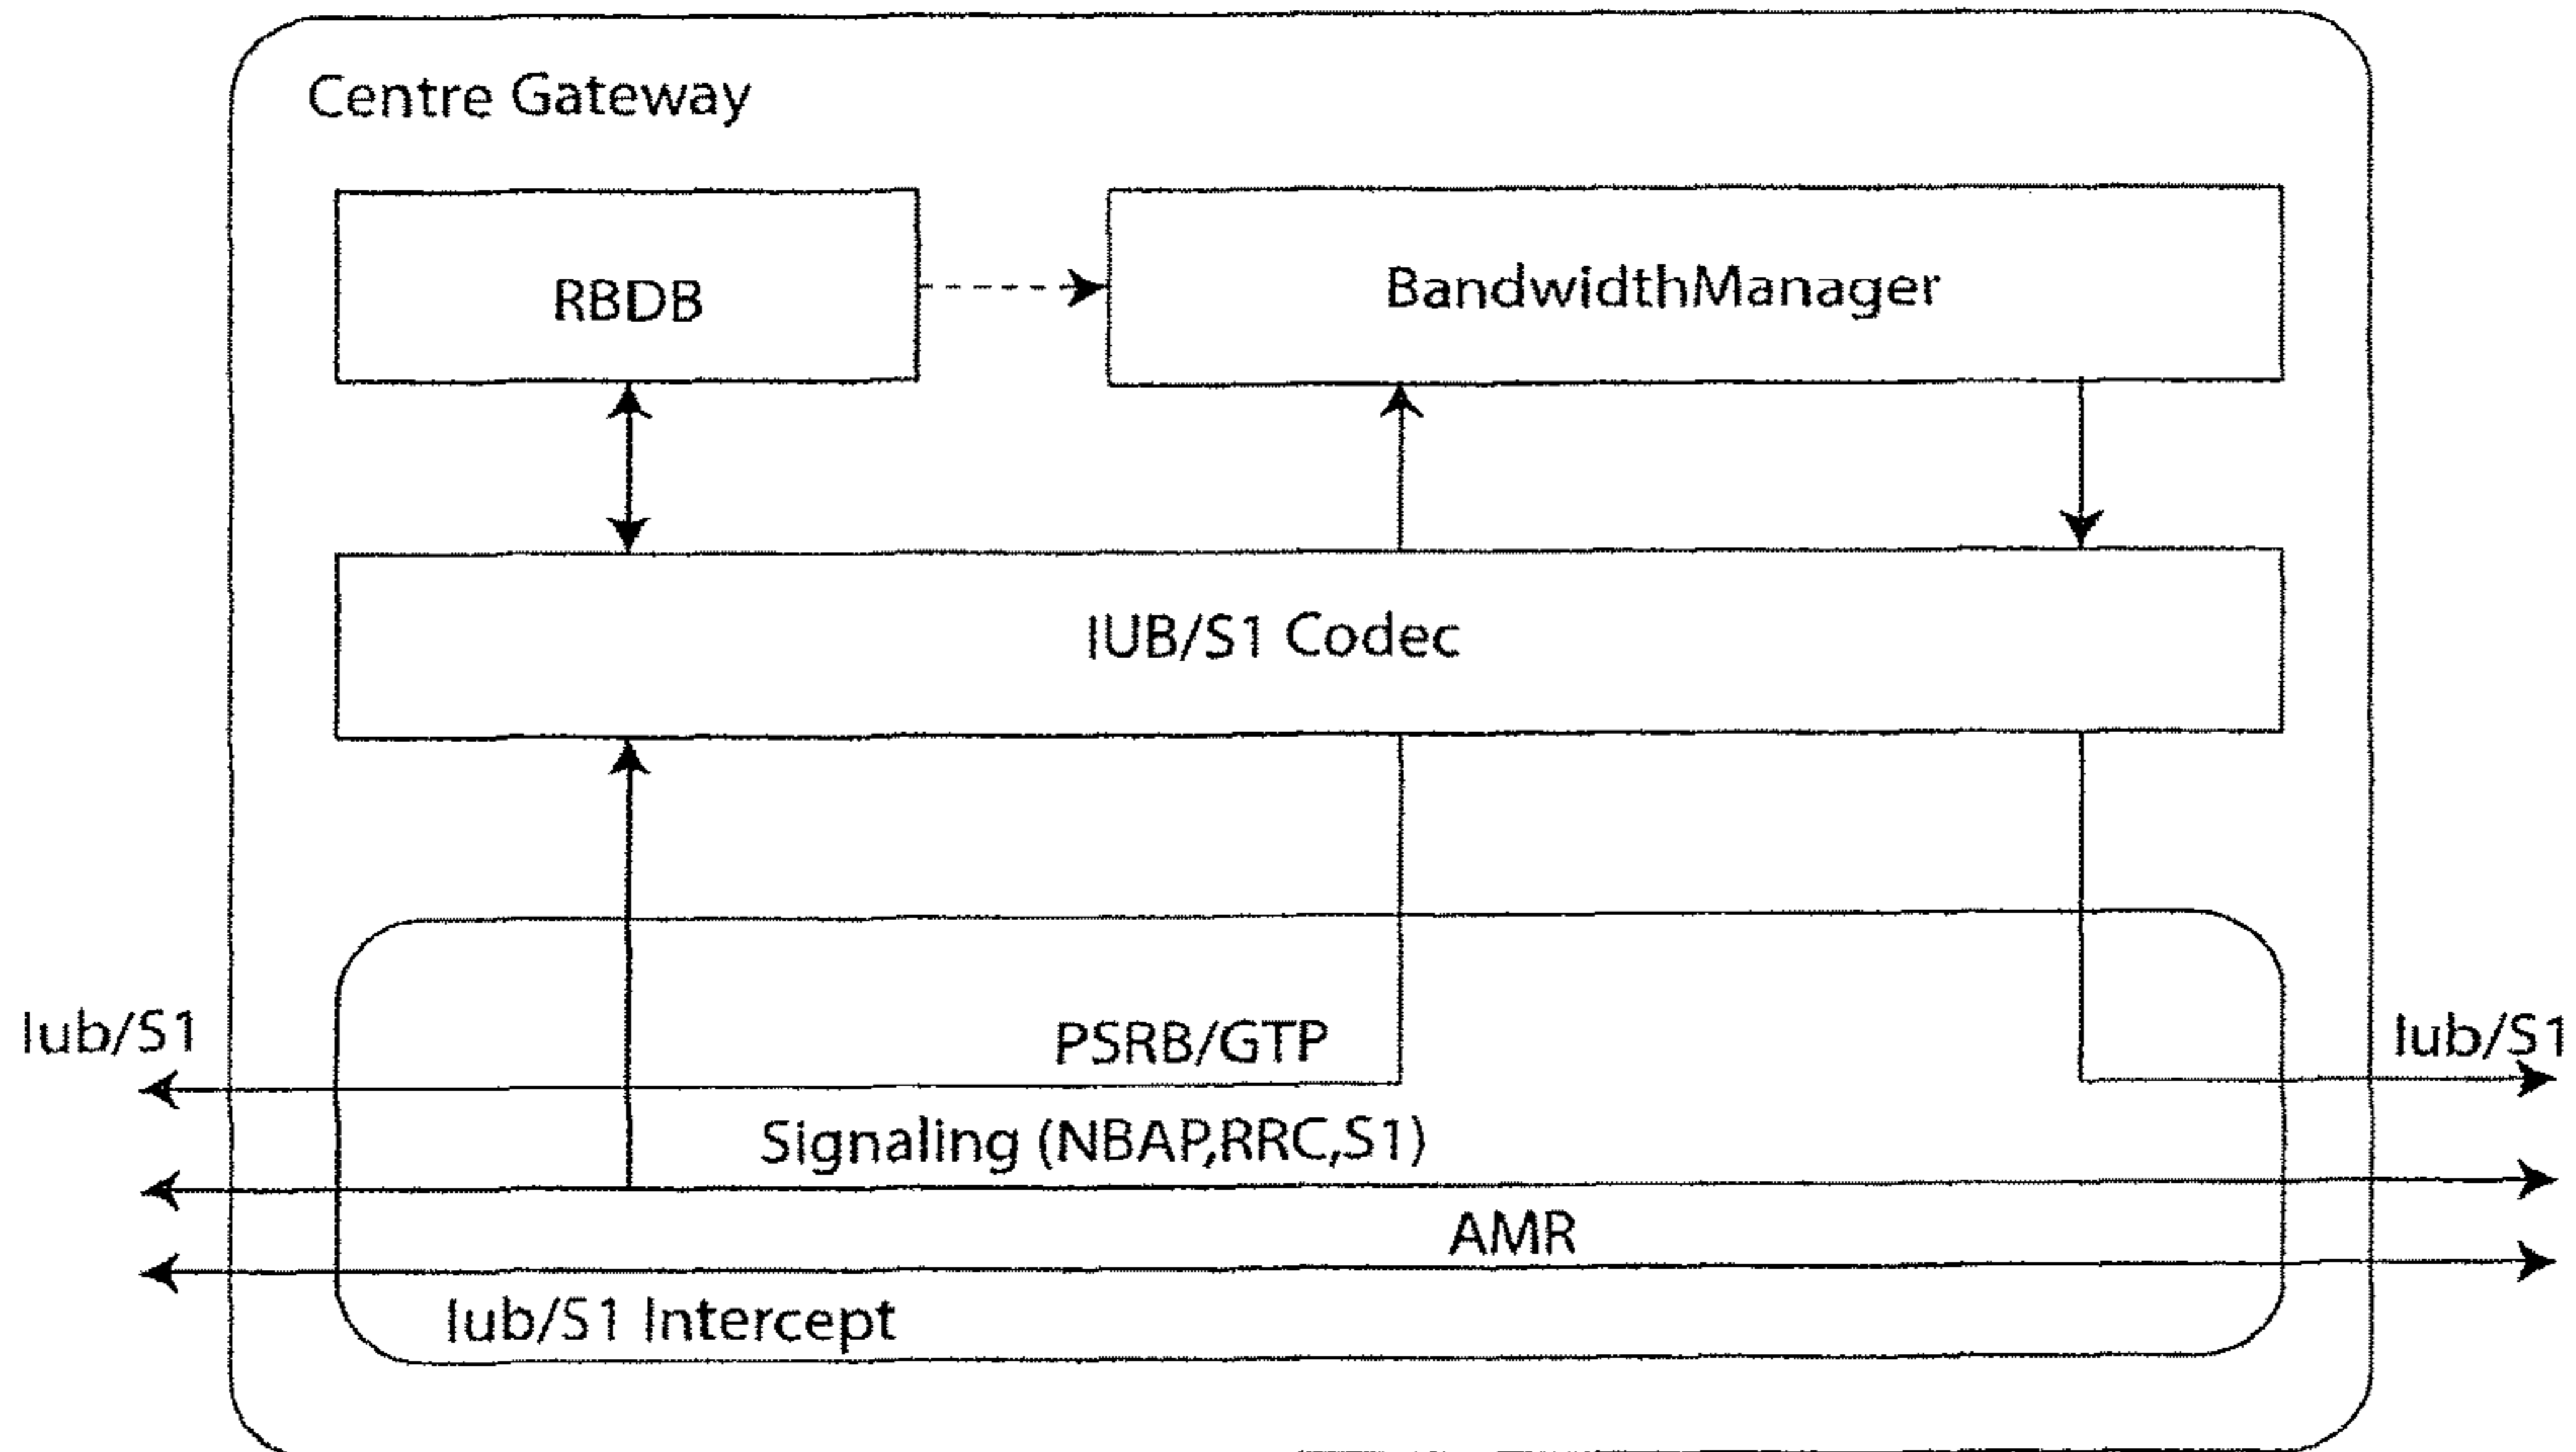 Centre Gateway
RBDB
BandwidthManager
IUB/S1 Codec
Iub/S1
PSRB/GTP
Iub/S1
Signaling (NBAP,RRC,S1)
AMR
Iub/S1 Intercept